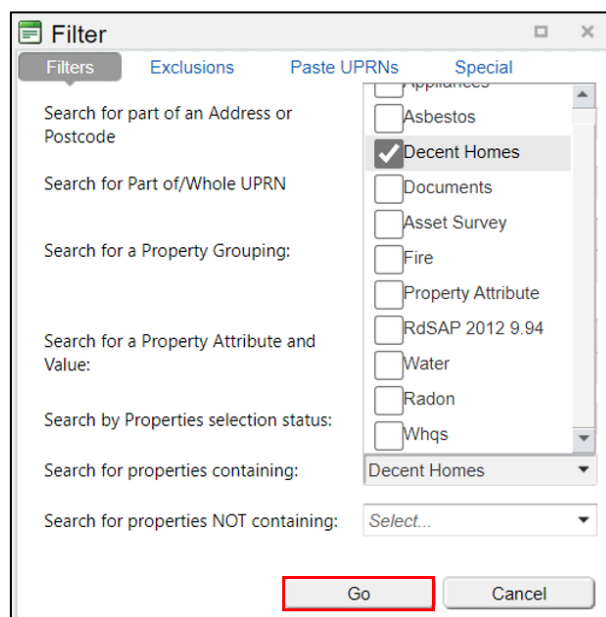 Filter
Filters Exclusions Paste UPRNs Special
Appliances
Search for part of an Address or
Postcode
Asbestos
Decent Homes
Search for Part of/Whole UPRN
Documents
Asset Survey
Search for a Property Grouping:
Fire
Property Attribute
RdSAP 2012 9.94
Search for a Property Attribute and
Value:
Water
Radon
Search by Properties selection status:
Whqs
Search for properties containing: Decent Homes
Search for properties NOT containing: Select...
Go Cancel